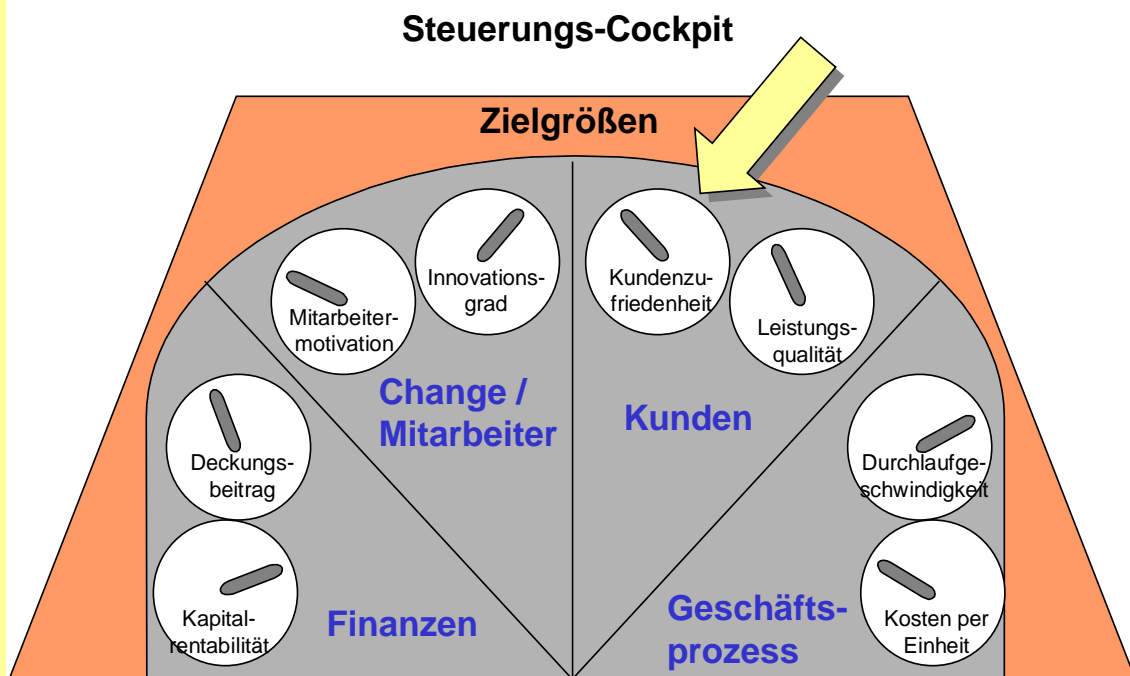 Steuerungs-Cockpit
Zielgrößen
Innovations-
grad
Kundenzu-
friedenheit
Mitarbeiter-
motivation
Leistungs-
qualität
Change /
Mitarbeiter
Kunden
Deckungs-
beitrag
Durchlaufge-
schwindigkeit
Kapital-
rentabilität
Finanzen
Geschäfts-
prozess
Kosten per
Einheit